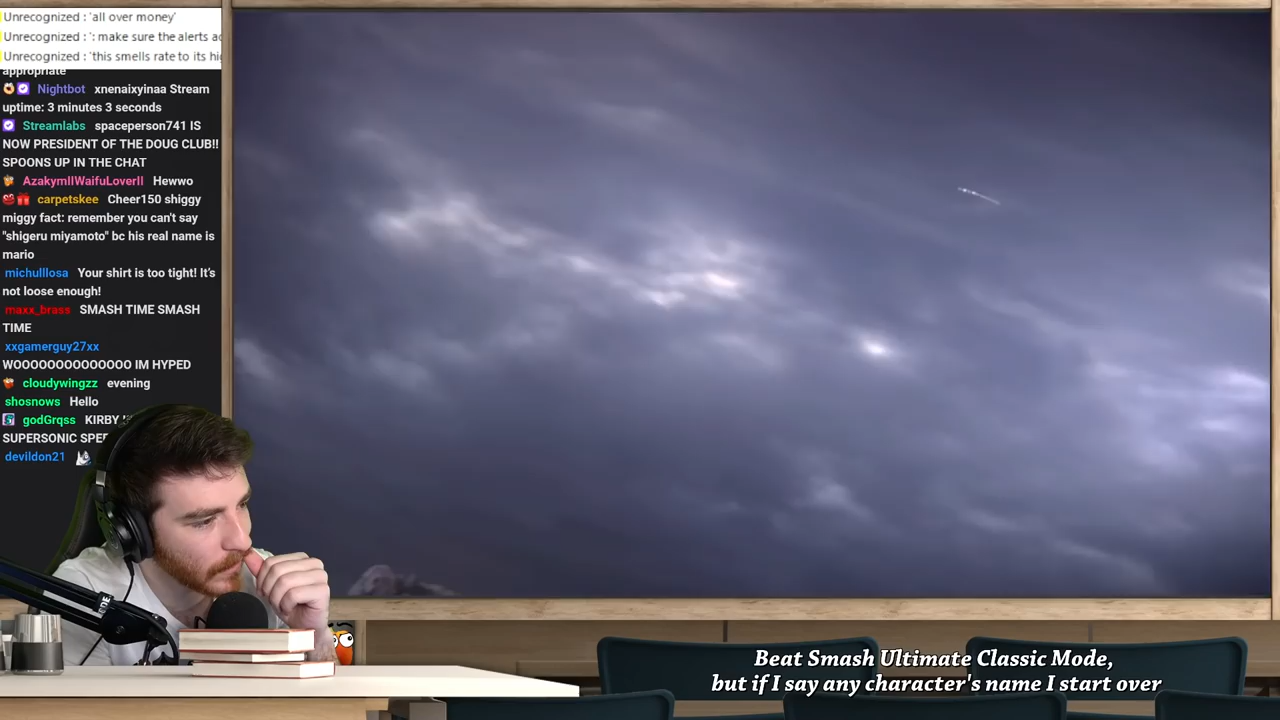 Unrecognized : 'all over money'
Unrecognized : ': make sure the alerts
Unrecognized : 'this smells rate to its
appropriate
Nightbot xnenaixyinaa Stream
uptime: 3 minutes 3 seconds
Streamlabs spaceperson741 IS
NOW PRESIDENT OF THE DOUG CLUB!!
SPOONS UP IN THE CHAT
AzakymIIWaifuLoverII Hewwo
carpetskee Cheer150 shiggy
miggy fact: remember you can't say
"shigeru miyamoto" bc his real name is
mario
michulllosa Your shirt is too tight! It's
not loose enough!
maxx_brass SMASH TIME SMASH
TIME
xxgamerguy27xx
WOOOOOOOOOOOOO IM HYPED
cloudywingzz evening
shosnows Hello
godGrqss KIRBY
SUPERSONIC
devildon21
Beat Smash Ultimate Classic Mode,
but if I say any character's name I start over